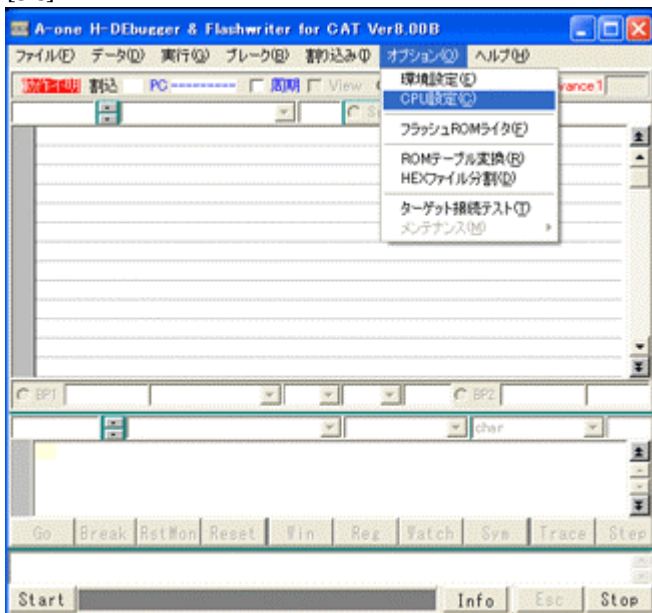 A-one H-DEbugger & Flashwriter for CAT Ver8.00B
ファイル(F) データ(D) 実行(G) ブレーク(B) 割り込み(I) オプション(O) ヘルプ(H)
動作不明 割込 PC--------- 周期 View vance1
環境設定(E)
CPU設定(C)
フラッシュROMライタ(F)
ROMテーブル変換(R)
HEXファイル分割(D)
ターゲット接続テスト(T)
メンテナンス(M)
BP1 BP2
char
Go Break RstMon Reset Win Reg Watch Sym Trace Step
Start Info Esc Stop